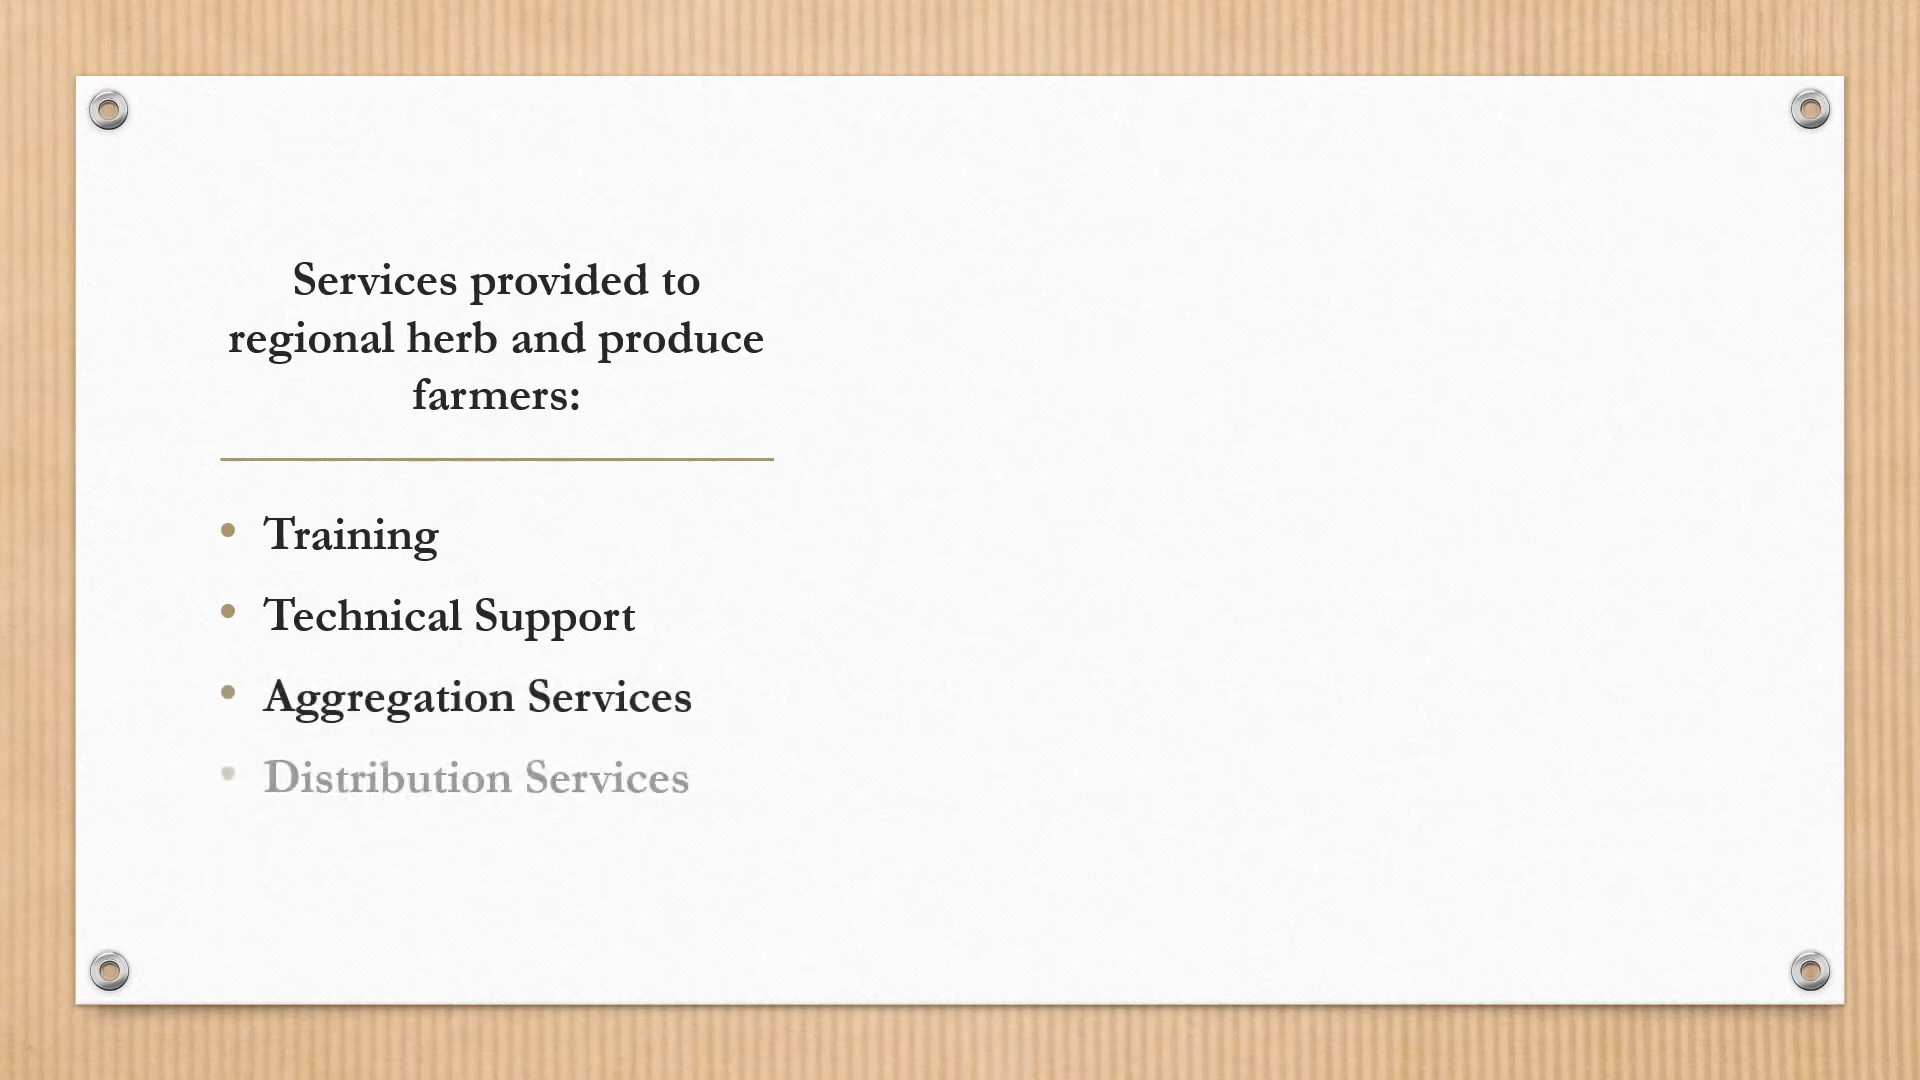 Services provided to
regional herb and produce
farmers:
• Training
• Technical Support
• Aggregation Services
• Distribution Services